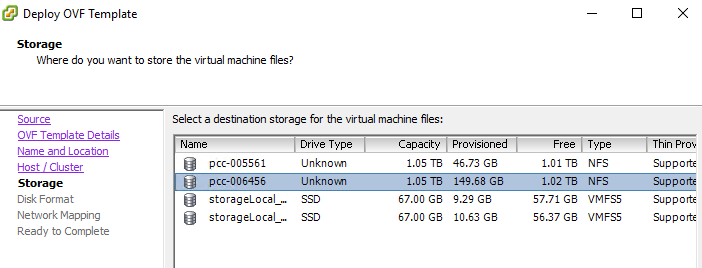 Deploy OVF Template
Storage
Where do you want to store the virtual machine files?
Source
OVF Template Details
Name and Location
Host / Cluster
Storage
Disk Format
Network Mapping
Ready to Complete
Select a destination storage for the virtual machine files:
Name Drive Type Capacity Provisioned Free Type Thin Prov
pcc-005561 Unknown 1.05 TB 46.73 GB 1.01 TB NFS Supporte
pcc-006456 Unknown 1.05 TB 149.68 GB 1.02 TB NFS Supporte
storageLocal_... SSD 67.00 GB 9.29 GB 57.71 GB VMFS5 Supporte
storageLocal_... SSD 67.00 GB 10.63 GB 56.37 GB VMFS5 Supporte